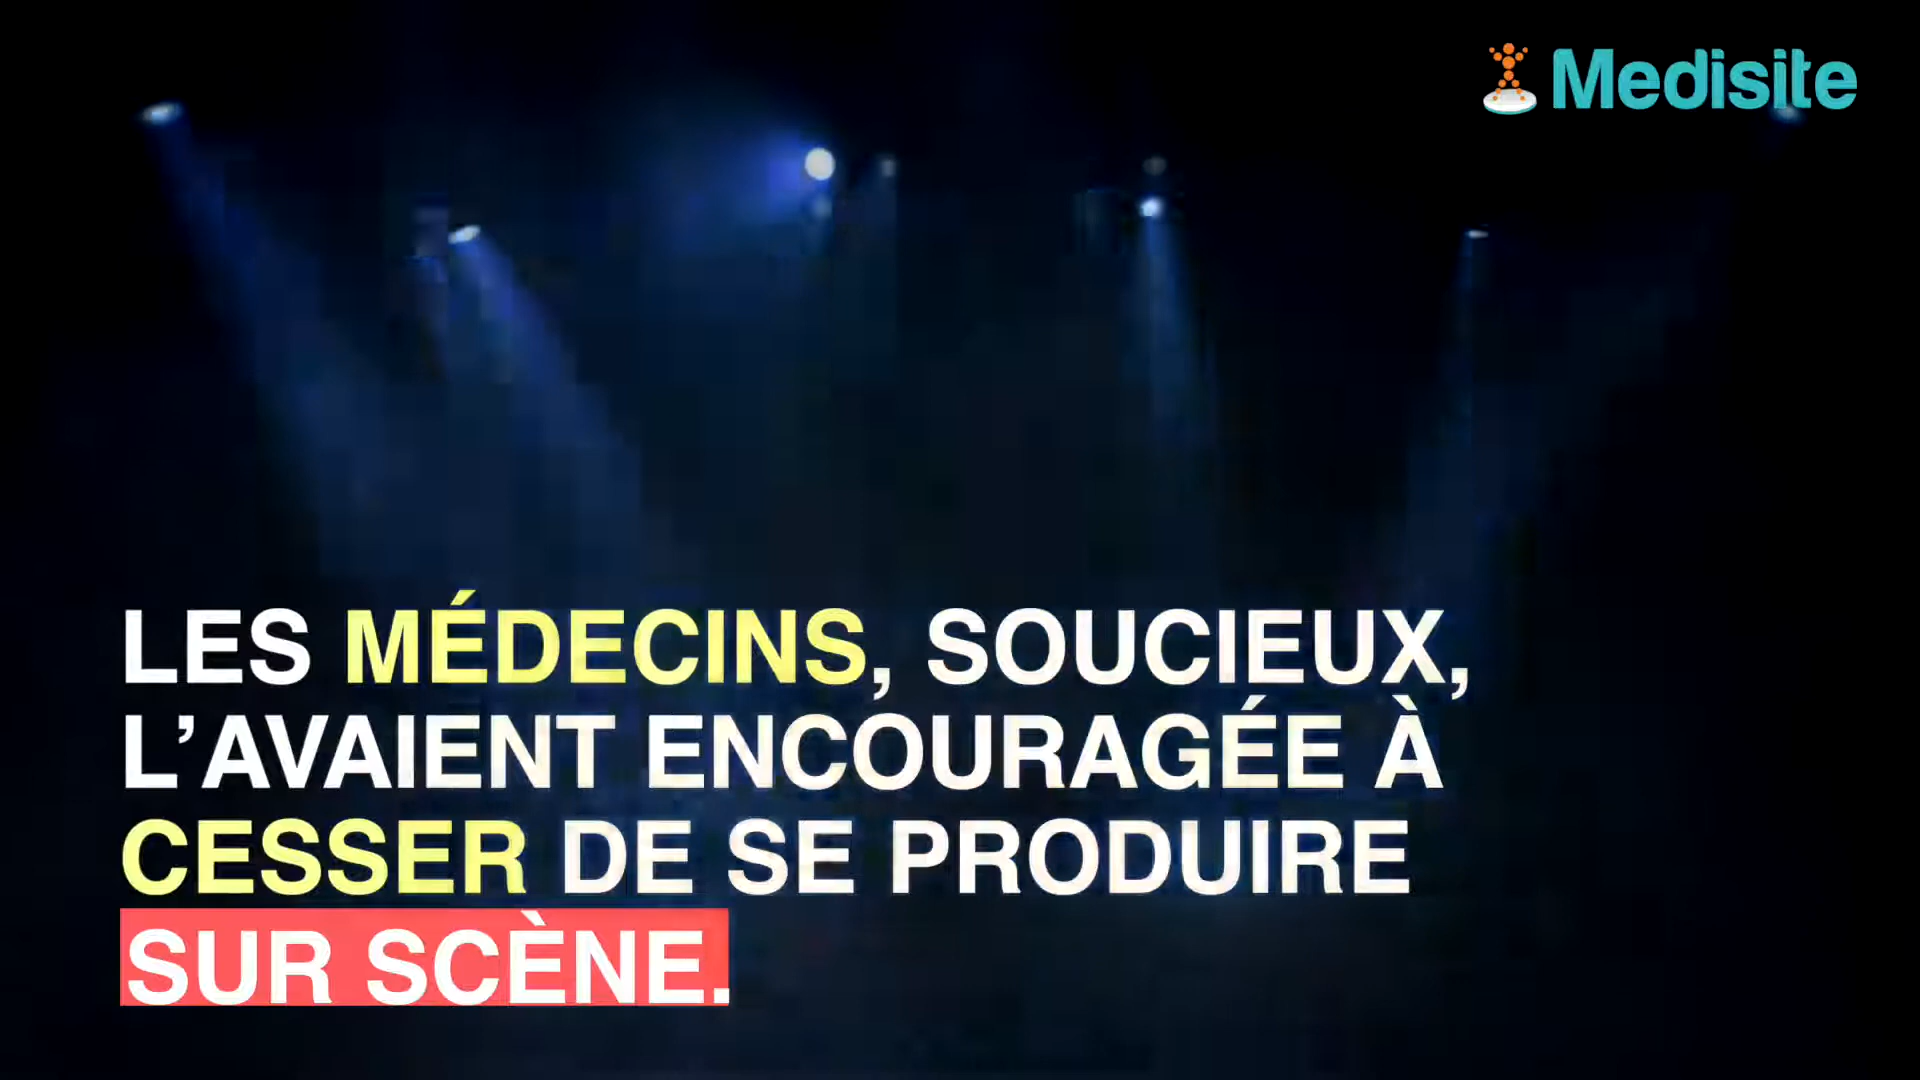 Medisite
LES MÉDECINS, SOUCIEUX,
L’AVAIENT ENCOURAGÉE À
CESSER DE SE PRODUIRE
SUR SCÈNE.